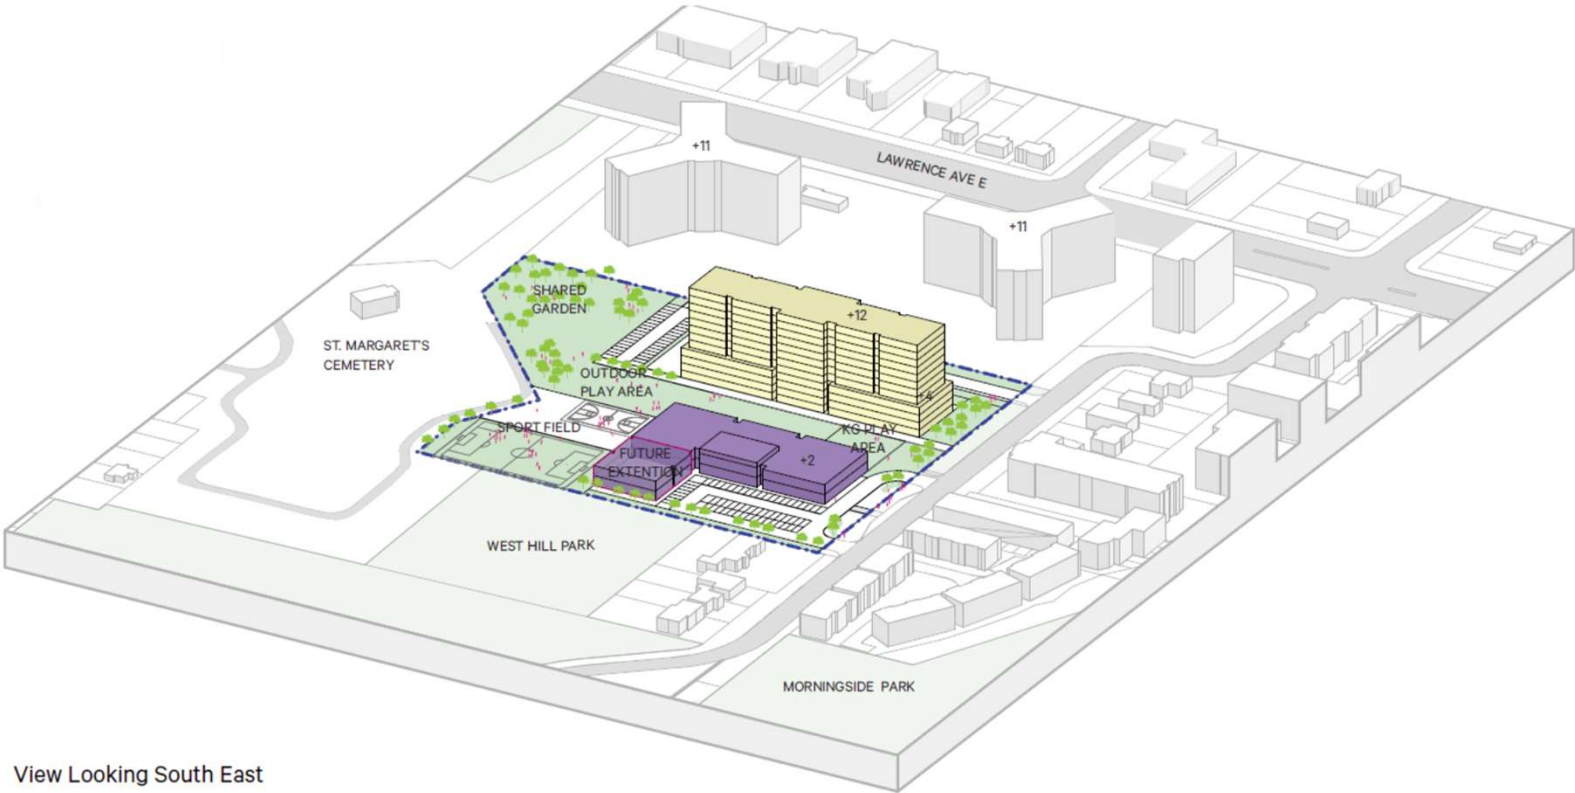 +11
LAWRENCE AVE E
+11
SHARED
GARDEN
+12
ST. MARGARET'S
CEMETERY
OUTDOOR
PLAY AREA
+4
SPORT FIELD
KG PLAY
AREA
FUTURE
EXTENTION
+2
WEST HILL PARK
MORNINGSIDE PARK
View Looking South East